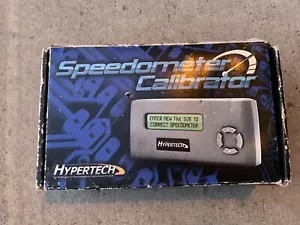 Speedometer
Calibrator
ENTER NEW TIRE SIZE TO
CORRECT SPEEDOMETER
HYPERTECH
HYPERTECH